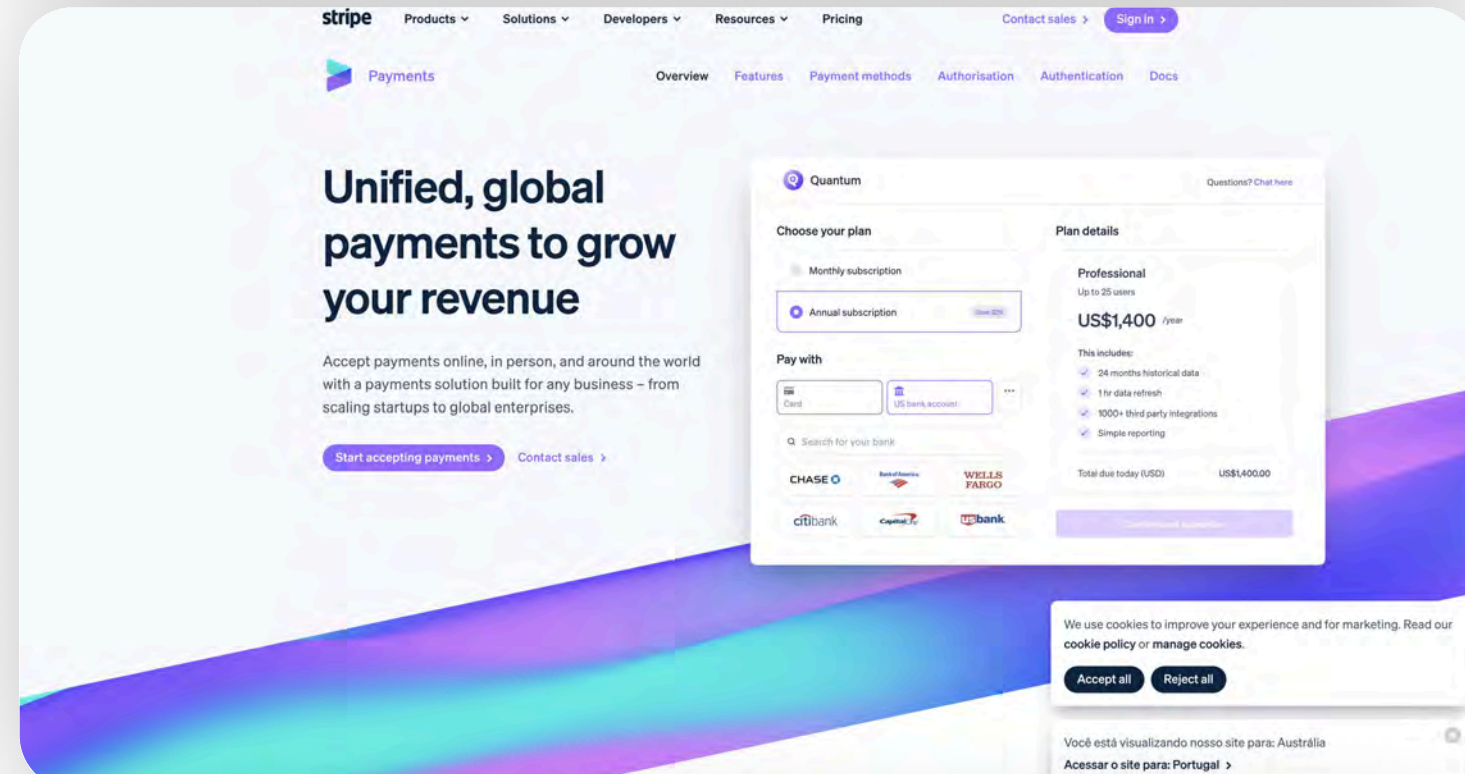 stripe
Products
Solutions
Developers
Resources
Pricing
Contact sales
Sign in
Payments
Overview
Features
Payment methods
Authorisation
Authentication
Docs
Unified, global
payments to grow
your revenue
Accept payments online, in person, and around the world
with a payments solution built for any business – from
scaling startups to global enterprises.
Start accepting payments
Contact sales
Quantum
Questions? Chat here
Choose your plan
Monthly subscription
Annual subscription
Pay with
Card
US bank account
Search for your bank
CHASE
Bank of America
WELLS
FARGO
citibank
Capital One
usbank
Plan details
Professional
Up to 25 users
US$1,400 /year
This includes:
24 months historical data
1 hr data refresh
1000+ third party integrations
Simple reporting
Total due today (USD)
US$1,400.00
We use cookies to improve your experience and for marketing. Read our
cookie policy or manage cookies.
Accept all
Reject all
Você está visualizando nosso site para: Austrália
Acessar o site para: Portugal